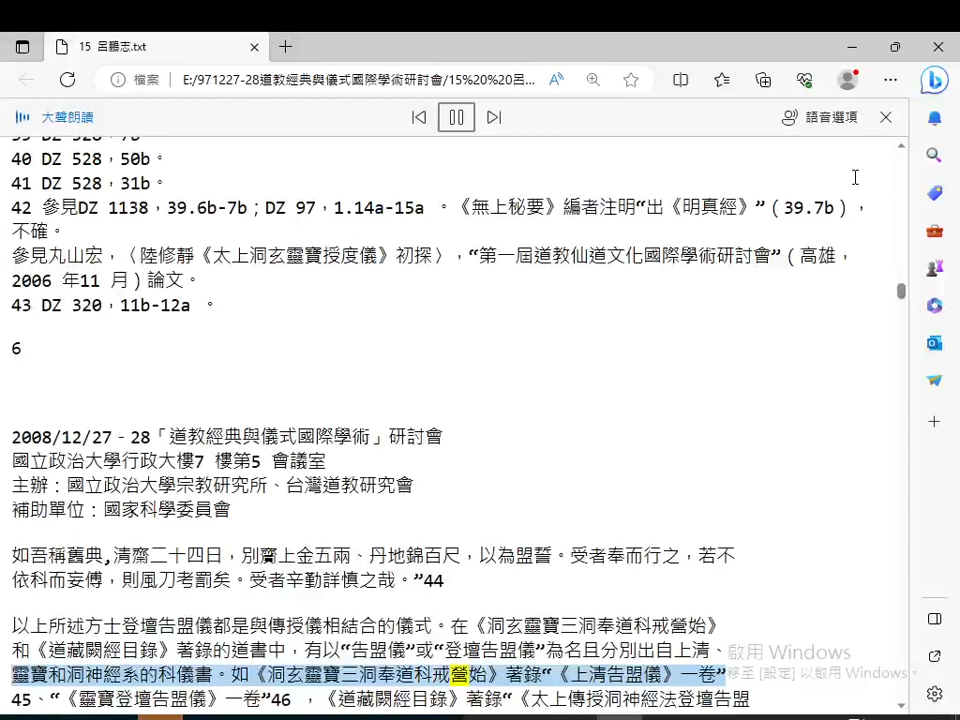 15 呂鵬志.txt
檔案
E:/971227-28道教經典與儀式國際學術研討會/15%20%20呂...
大聲朗讀
語音選項
40 DZ 528，50b。
41 DZ 528，31b。
42 參見DZ 1138，39.6b-7b；DZ 97，1.14a-15a 。《無上秘要》編者注明“出《明真經》”（39.7b），
不確。
參見丸山宏，〈陸修靜《太上洞玄靈寶授度儀》初探〉，“第一屆道教仙道文化國際學術研討會”（高雄，
2006 年11 月）論文。
43 DZ 320，11b-12a 。
6
2008/12/27﹣28「道教經典與儀式國際學術」研討會
國立政治大學行政大樓7 樓第5 會議室
主辦：國立政治大學宗教研究所、台灣道教研究會
補助單位：國家科學委員會
如吾稱舊典,清齋二十四日，別齎上金五兩、丹地錦百尺，以為盟誓。受者奉而行之，若不
依科而妄傳，則風刀考罰矣。受者辛勤詳慎之哉。”44
以上所述方士登壇告盟儀都是與傳授儀相結合的儀式。在《洞玄靈寶三洞奉道科戒營始》
和《道藏闕經目錄》著錄的道書中，有以“告盟儀”或“登壇告盟儀”為名且分別出自上清、
靈寶和洞神經系的科儀書。如《洞玄靈寶三洞奉道科戒營始》著錄“《上清告盟儀》一卷”
45、“《靈寶登壇告盟儀》一卷”46 ，《道藏闕經目錄》著錄“《太上傳授洞神經法登壇告盟
啟用 Windows
移至 [設定] 以啟用 Windows。